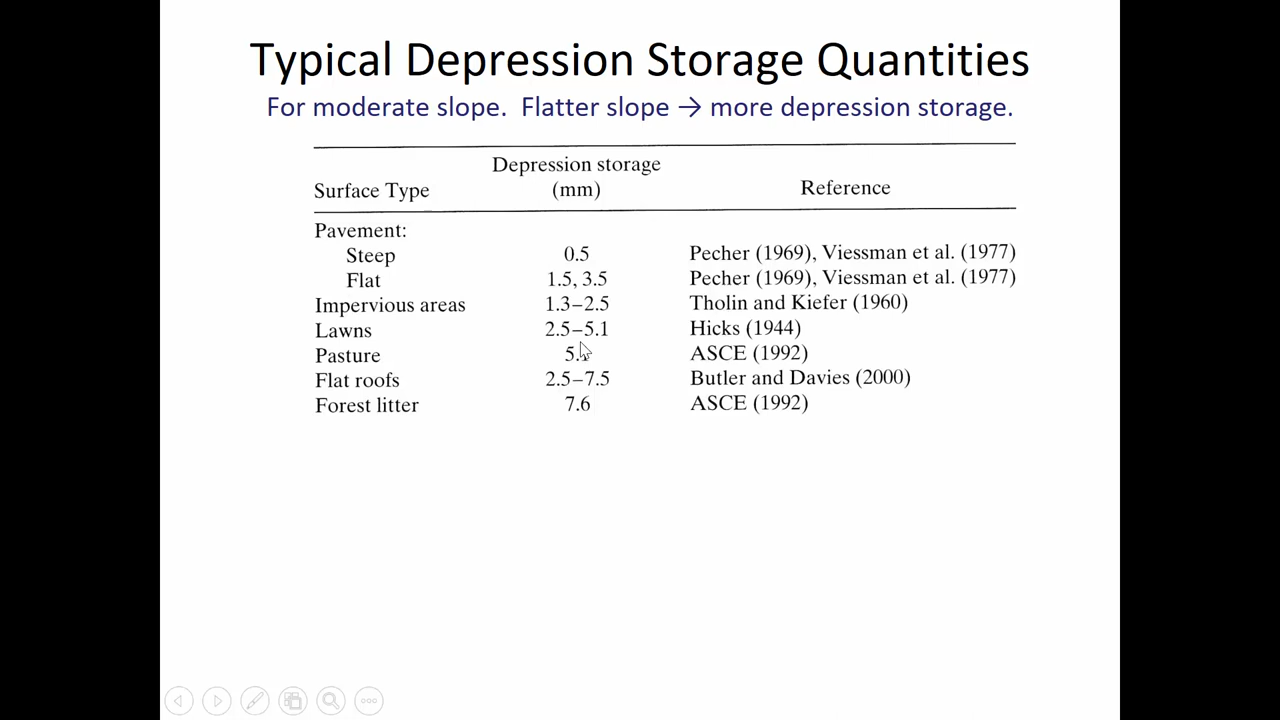 Typical Depression Storage Quantities
For moderate slope. Flatter slope → more depression storage.
Depression storage
Surface Type (mm) Reference
Pavement:
Steep 0.5 Pecher (1969), Viessman et al. (1977)
Flat 1.5, 3.5 Pecher (1969), Viessman et al. (1977)
Impervious areas 1.3–2.5 Tholin and Kiefer (1960)
Lawns 2.5–5.1 Hicks (1944)
Pasture ASCE (1992)
Flat roofs 2.5–7.5 Butler and Davies (2000)
Forest litter 7.6 ASCE (1992)